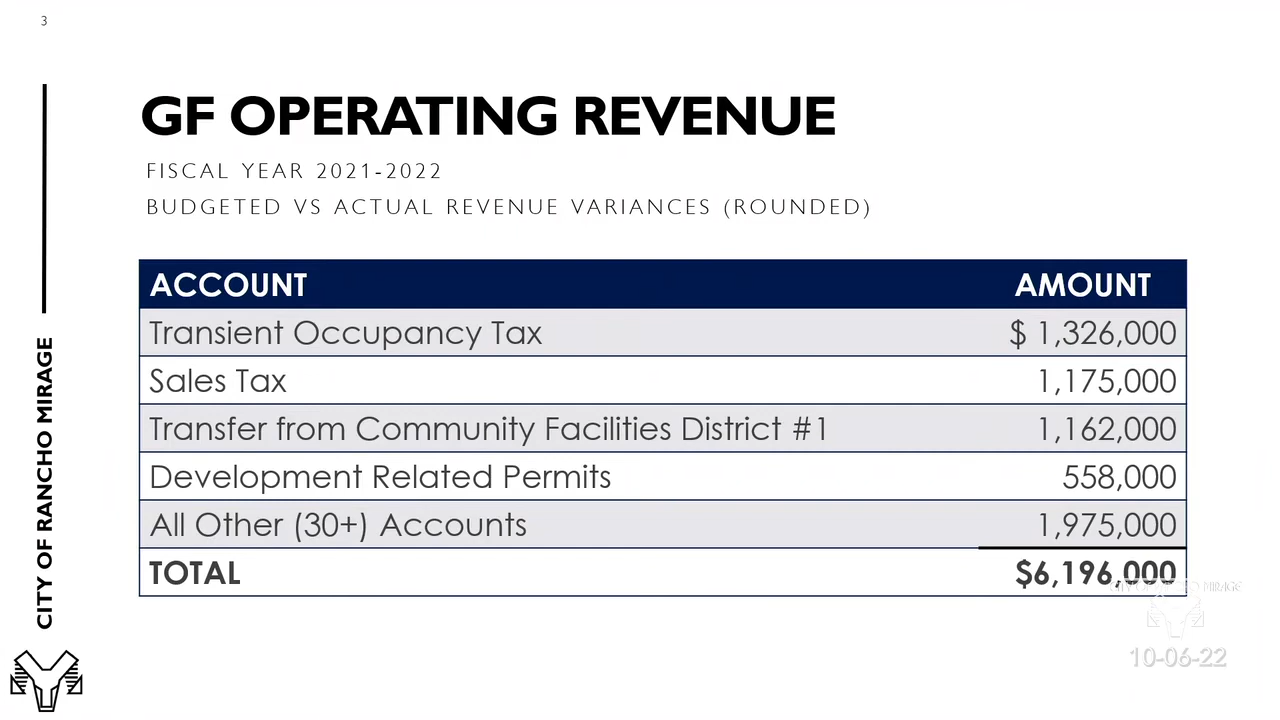 3
GF OPERATING REVENUE
FISCAL YEAR 2021-2022
BUDGETED VS ACTUAL REVENUE VARIANCES (ROUNDED)
ACCOUNT AMOUNT
Transient Occupancy Tax $ 1,326,000
Sales Tax 1,175,000
Transfer from Community Facilities District #1 1,162,000
Development Related Permits 558,000
All Other (30+) Accounts 1,975,000
TOTAL $6,196,000
CITY OF RANCHO MIRAGE
MIRAGE
10-06-22